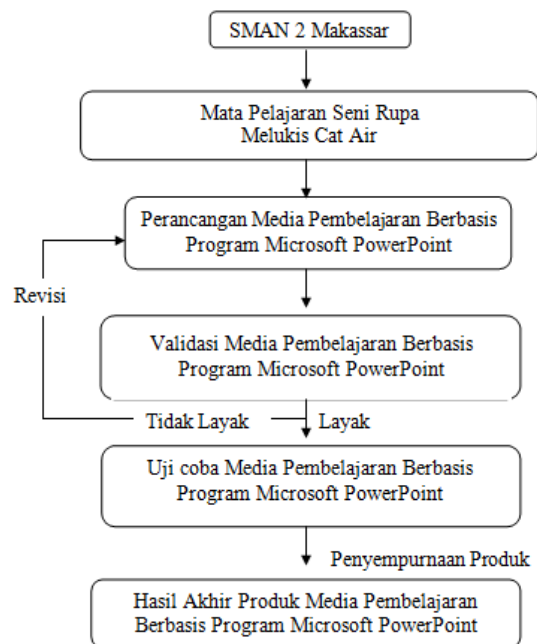 SMAN 2 Makassar
Mata Pelajaran Seni Rupa
Melukis Cat Air
Perancangan Media Pembelajaran Berbasis
Program Microsoft PowerPoint
Revisi
Validasi Media Pembelajaran Berbasis
Program Microsoft PowerPoint
Tidak Layak
Layak
Uji coba Media Pembelajaran Berbasis
Program Microsoft PowerPoint
Penyempurnaan Produk
Hasil Akhir Produk Media Pembelajaran
Berbasis Program Microsoft PowerPoint